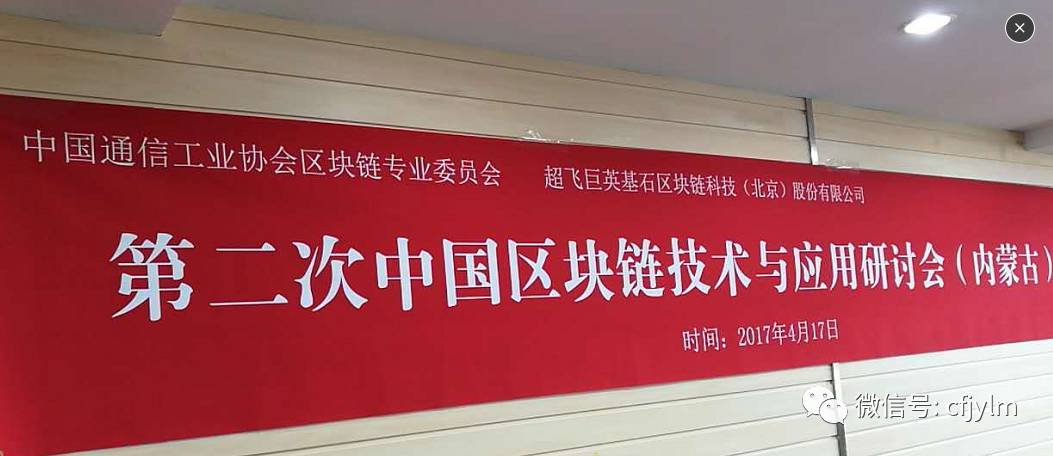 中国通信工业协会区块链专业委员会 超飞巨英基石区块链科技（北京）股份有限公司
第二次中国区块链技术与应用研讨会（内蒙古）
时间：2017年4月17日
微信号: cfjylm